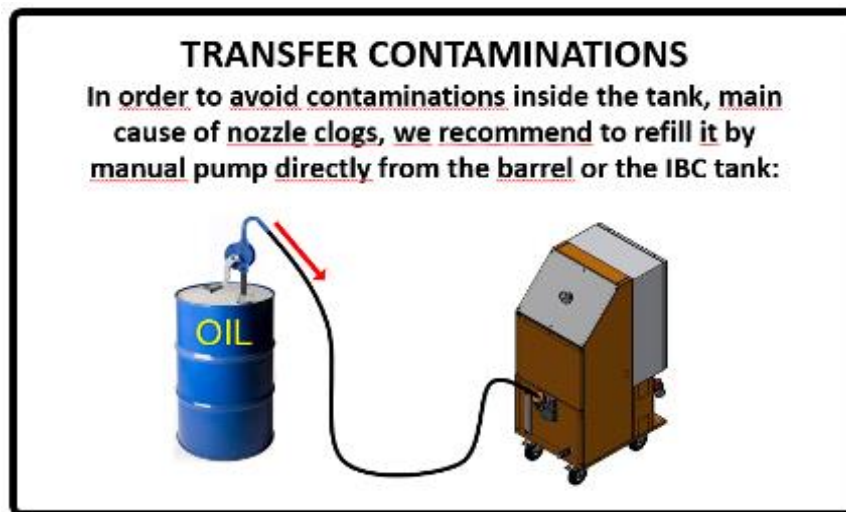 TRANSFER CONTAMINATIONS
In order to avoid contaminations inside the tank, main
cause of nozzle clogs, we recommend to refill it by
manual pump directly from the barrel or the IBC tank:
OIL